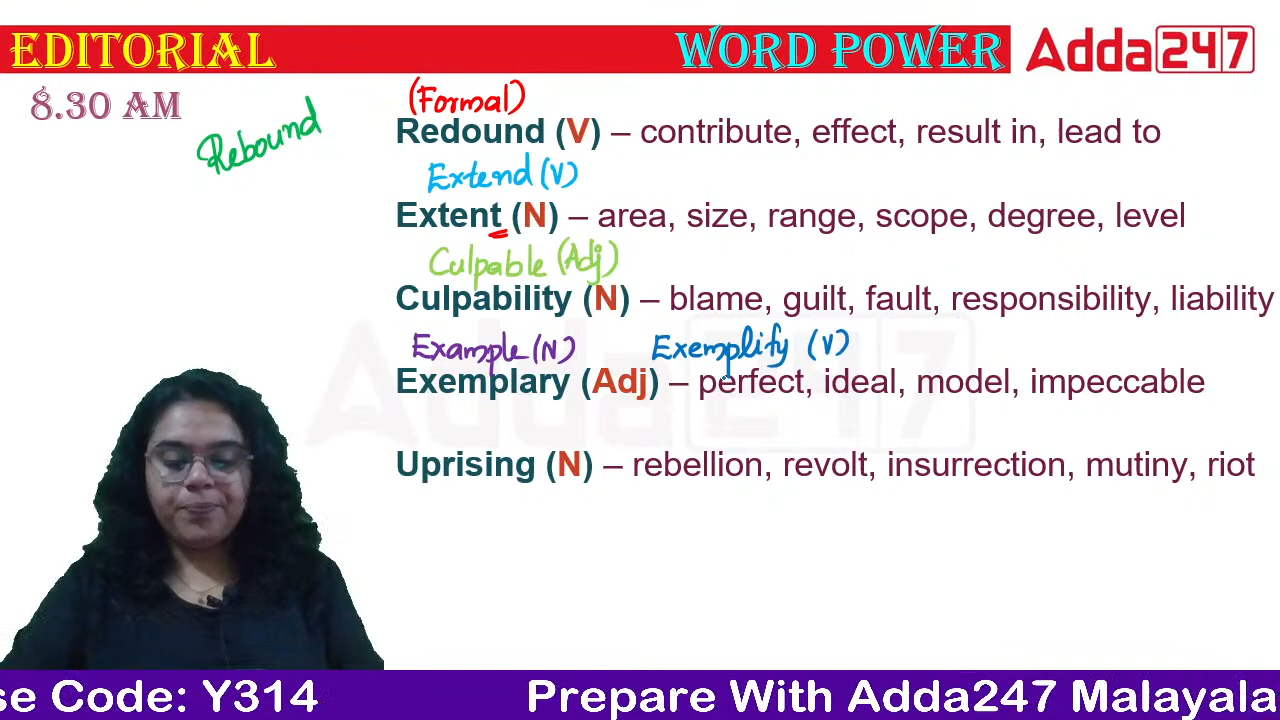 EDITORIAL WORD POWER Adda247
8.30 AM
(Formal)
Rebound
Redound (V) – contribute, effect, result in, lead to
Extend (V)
Extent (N) – area, size, range, scope, degree, level
Culpable (Adj)
Culpability (N) – blame, guilt, fault, responsibility, liability
Example (N) Exemplify (V)
Exemplary (Adj) – perfect, ideal, model, impeccable
Adda247
Uprising (N) – rebellion, revolt, insurrection, mutiny, riot
se Code: Y314 Prepare With Adda247 Malayala